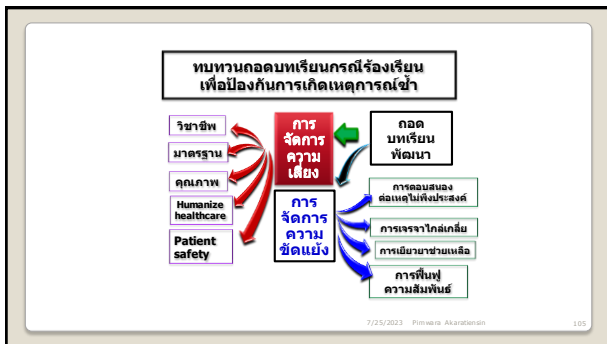 ทบทวนถอดบทเรียนกรณีร้องเรียน
เพื่อป้องกันการเกิดเหตุการณ์ซ้ำ
วิชาชีพ
มาตรฐาน
คุณภาพ
Humanize
healthcare
Patient
safety
การ
จัดการ
ความ
เสี่ยง
ถอด
บทเรียน
พัฒนา
การ
จัดการ
ความ
ขัดแย้ง
การตอบสนอง
ต่อเหตุไม่พึงประสงค์
การเจรจาไกล่เกลี่ย
การเยียวยาช่วยเหลือ
การฟื้นฟู
ความสัมพันธ์
7/25/2023 Pimwara Akaratiensin 105